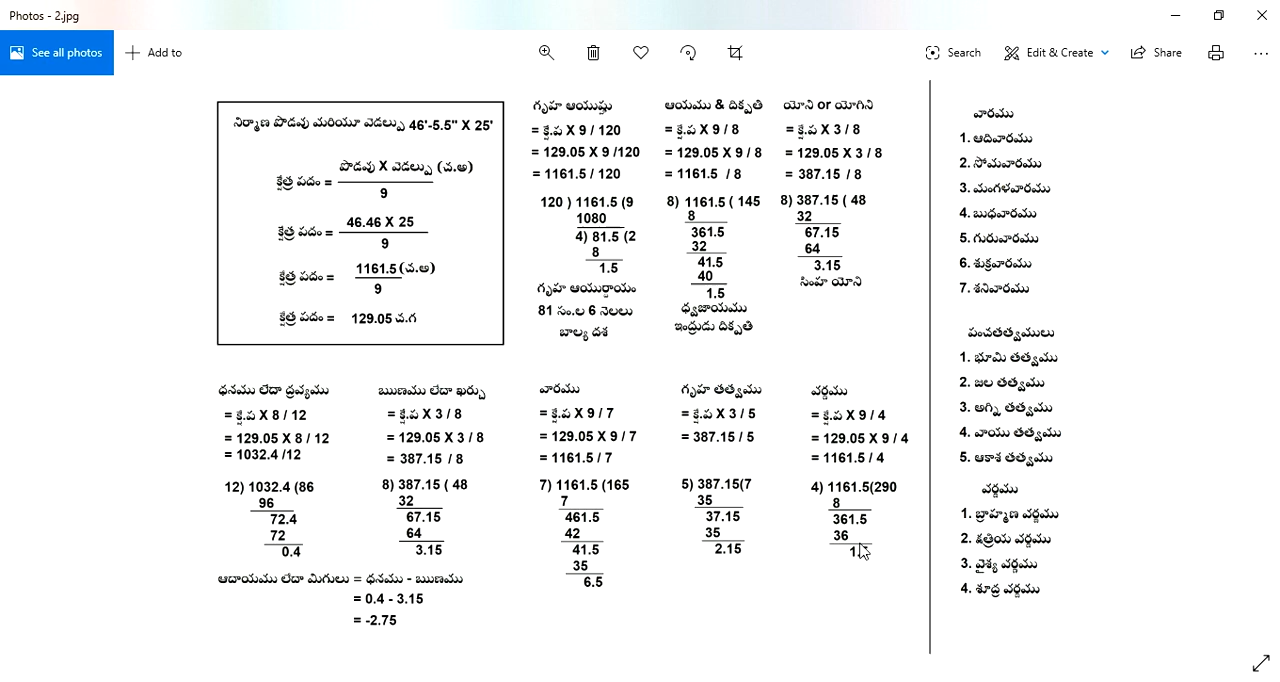 Photos - 2.jpg
See all photos
Add to
Search
Edit & Create
Share
నిర్మాణ పొడవు మరియూ వెడల్పు 46'-5.5" X 25'
క్షేత్ర పదం =
పొడవు X వెడల్పు (చ.అ)
9
క్షేత్ర పదం =
46.46 X 25
9
క్షేత్ర పదం =
1161.5 (చ.అ)
9
క్షేత్ర పదం = 129.05 చ.గ
గృహ ఆయుష్షు
= క్షే.ప X 9 / 120
= 129.05 X 9 /120
= 1161.5 / 120
120 ) 1161.5 (9
1080
4) 81.5 (2
8
1.5
గృహ ఆయుర్దాయం
81 సం.ల 6 నెలలు
బాల్య దశ
ఆయము & దిక్పతి
= క్షే.ప X 9 / 8
= 129.05 X 9 / 8
= 1161.5 / 8
8) 1161.5 ( 145
8
361.5
32
41.5
40
1.5
ధ్వజాయము
ఇంద్రుడు దిక్పతి
యోని or యోగిని
= క్షే.ప X 3 / 8
= 129.05 X 3 / 8
= 387.15 / 8
8) 387.15 ( 48
32
67.15
64
3.15
సింహ యోని
ధనము లేదా ద్రవ్యము
= క్షే.ప X 8 / 12
= 129.05 X 8 / 12
= 1032.4 /12
12) 1032.4 (86
96
72.4
72
0.4
ఋణము లేదా ఖర్చు
= క్షే.ప X 3 / 8
= 129.05 X 3 / 8
= 387.15 / 8
8) 387.15 ( 48
32
67.15
64
3.15
ఆదాయము లేదా మిగులు = ధనము - ఋణము
= 0.4 - 3.15
= -2.75
వారము
= క్షే.ప X 9 / 7
= 129.05 X 9 / 7
= 1161.5 / 7
7) 1161.5 (165
7
461.5
42
41.5
35
6.5
గృహ తత్వము
= క్షే.ప X 3 / 5
= 387.15 / 5
5) 387.15(7
35
37.15
35
2.15
వర్ణము
= క్షే.ప X 9 / 4
= 129.05 X 9 / 4
= 1161.5 / 4
4) 1161.5(290
8
361.5
36
వారము
1. ఆదివారము
2. సోమవారము
3. మంగళవారము
4. బుధవారము
5. గురువారము
6. శుక్రవారము
7. శనివారము
పంచతత్వములు
1. భూమి తత్వము
2. జల తత్వము
3. అగ్ని తత్వము
4. వాయు తత్వము
5. ఆకాశ తత్వము
వర్ణము
1. బ్రాహ్మణ వర్ణము
2. క్షత్రియ వర్ణము
3. వైశ్య వర్ణము
4. శూద్ర వర్ణము